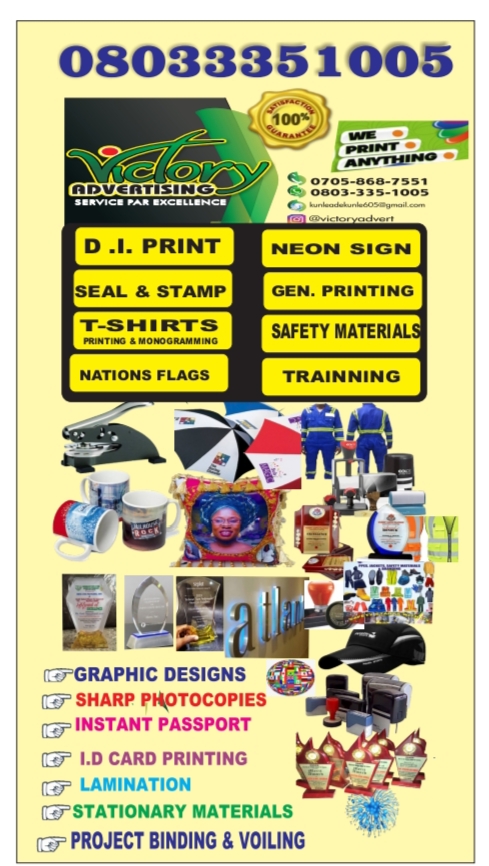 08033351005
SATISFACTION
100%
GUARANTEE
WE
PRINT
ANYTHING
Victory
ADVERTISING
SERVICE PAR EXCELLENCE
0705-868-7551
0803-335-1005
kunleadekunle605@gmail.com
@victoryadvert
D .I. PRINT
NEON SIGN
SEAL & STAMP
GEN. PRINTING
T-SHIRTS
PRINTING & MONOGRAMMING
SAFETY MATERIALS
NATIONS FLAGS
TRAINNING
atlan
GRAPHIC DESIGNS
SHARP PHOTOCOPIES
INSTANT PASSPORT
I.D CARD PRINTING
LAMINATION
STATIONARY MATERIALS
PROJECT BINDING & VOILING